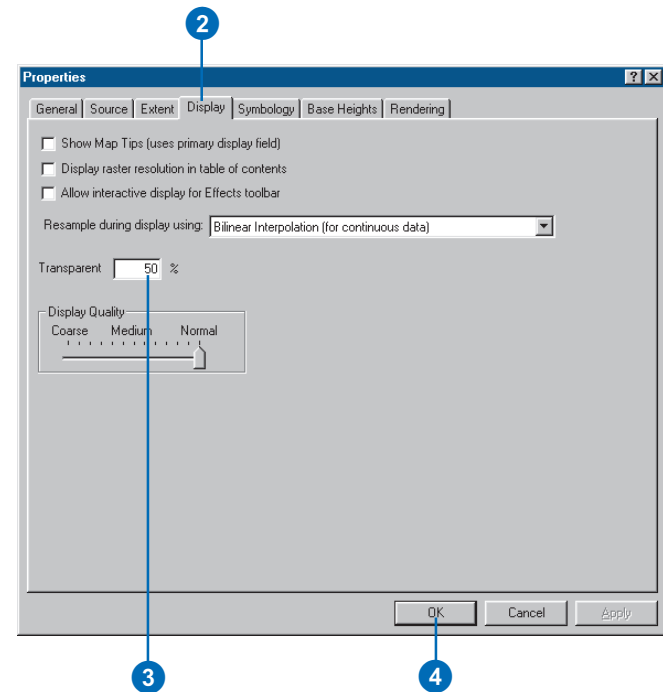 2
Properties
? X
General Source Extent Display Symbology Base Heights Rendering
Show Map Tips (uses primary display field)
Display raster resolution in table of contents
Allow interactive display for Effects toolbar
Resample during display using: Bilinear Interpolation (for continuous data)
Transparent 50 %
Display Quality
Coarse Medium Normal
OK Cancel Apply
3 4